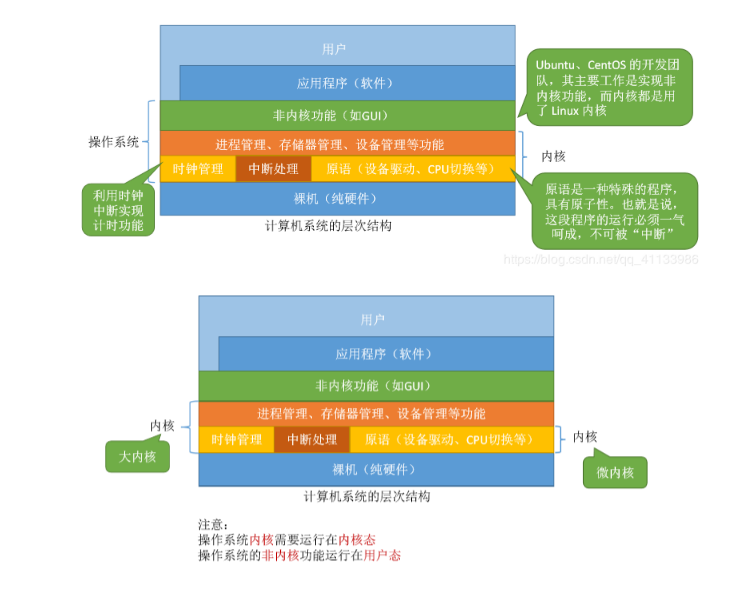 用户
应用程序（软件）
非内核功能（如GUI）
操作系统
进程管理、存储器管理、设备管理等功能
时钟管理
中断处理
原语（设备驱动、CPU切换等）
内核
裸机（纯硬件）
计算机系统的层次结构
Ubuntu、CentOS 的开发团
队，其主要工作是实现非
内核功能，而内核都是用
了 Linux 内核
利用时钟
中断实现
计时功能
原语是一种特殊的程序，
具有原子性。也就是说，
这段程序的运行必须一气
呵成，不可被“中断”
https://blog.csdn.net/qq_41133986
用户
应用程序（软件）
非内核功能（如GUI）
进程管理、存储器管理、设备管理等功能
内核
时钟管理
中断处理
原语（设备驱动、CPU切换等）
内核
大内核
裸机（纯硬件）
微内核
计算机系统的层次结构
注意：
操作系统内核需要运行在内核态
操作系统的非内核功能运行在用户态